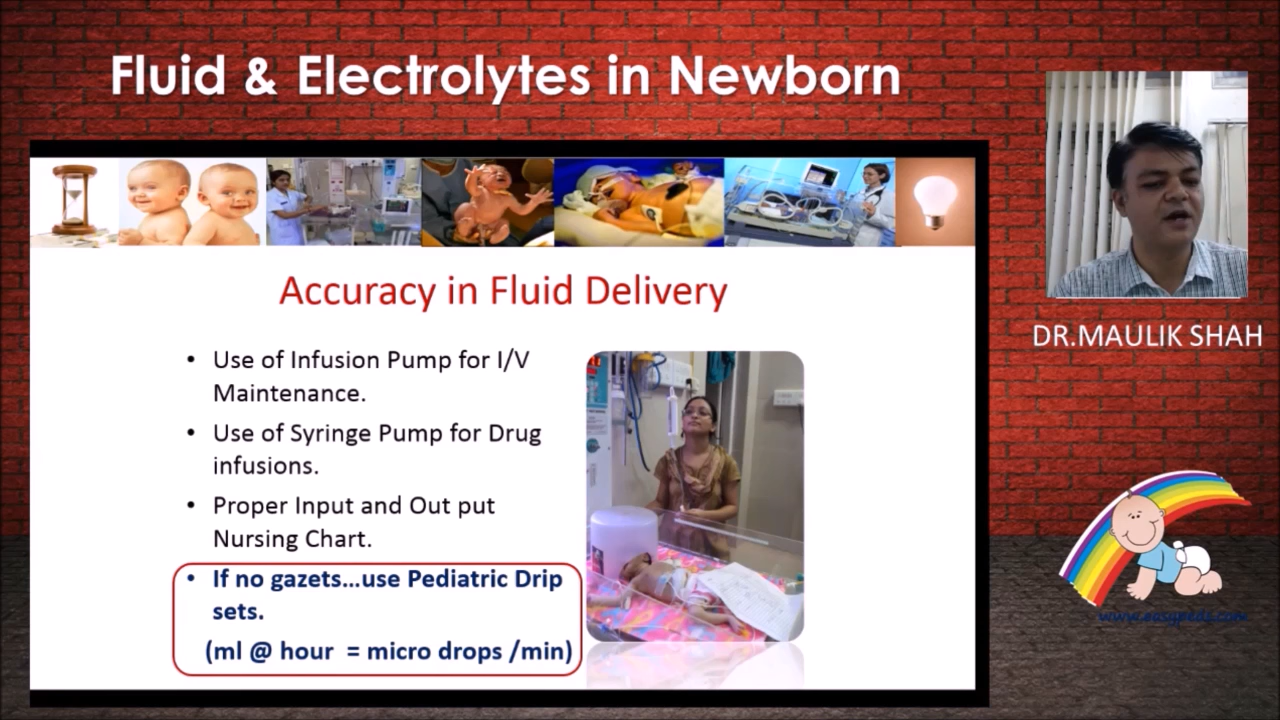 Fluid & Electrolytes in Newborn
Accuracy in Fluid Delivery
• Use of Infusion Pump for I/V
Maintenance.
• Use of Syringe Pump for Drug
infusions.
• Proper Input and Out put
Nursing Chart.
• If no gazets...use Pediatric Drip
sets.
(ml @ hour = micro drops /min)
DR.MAULIK SHAH
www.easypeds.com